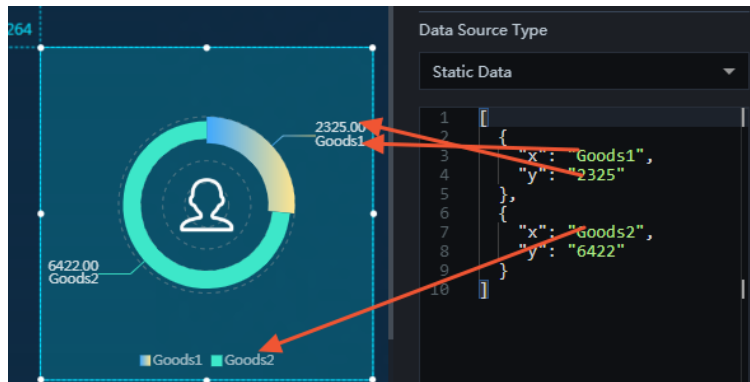 264
2325.00
Goods1
6422.00
Goods2
Goods1 Goods2
Data Source Type
Static Data
1 [
2 {
3 "x": "Goods1",
4 "y": "2325"
5 },
6 {
7 "x": "Goods2",
8 "y": "6422"
9 }
10 ]